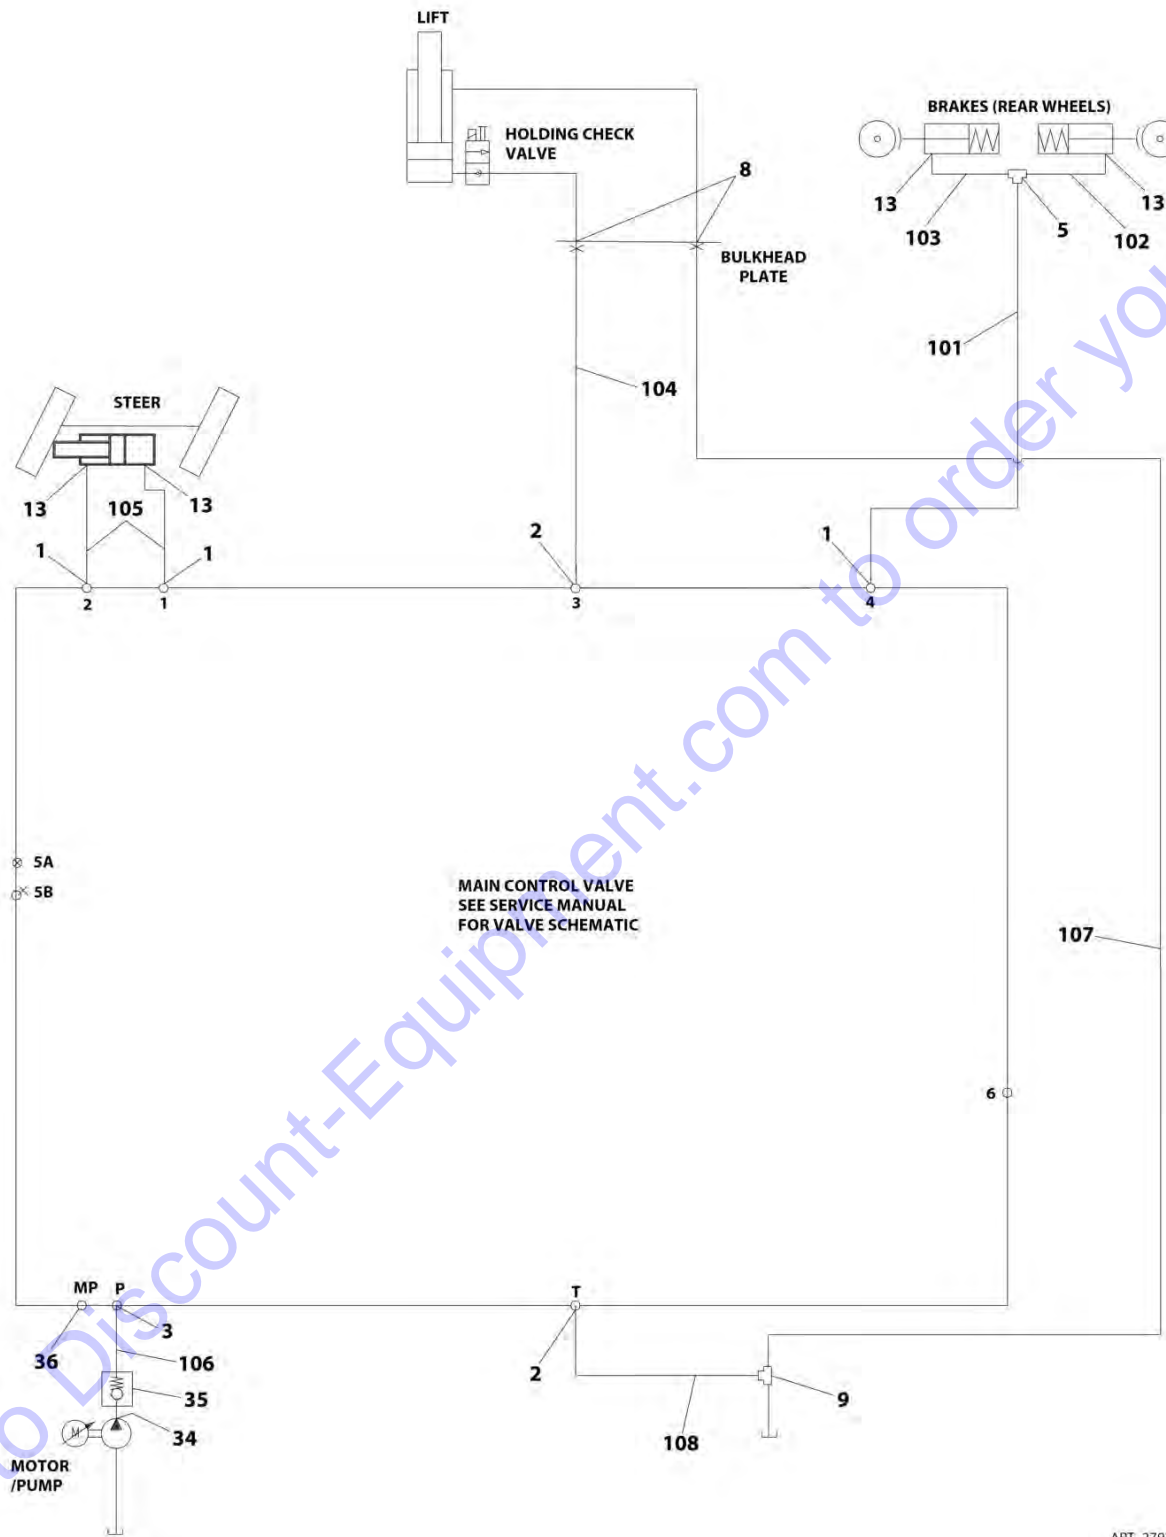 LIFT
BRAKES (REAR WHEELS)
HOLDING CHECK
VALVE
8
13
13
5
103
102
BULKHEAD
PLATE
101
104
STEER
13
105
13
1
1
2
1
2
1
3
4
5A
5B
MAIN CONTROL VALVE
SEE SERVICE MANUAL
FOR VALVE SCHEMATIC
107
6
MP
P
T
3
36
106
2
35
9
34
M
108
MOTOR
/PUMP
to Discount-Equipment.com to order you